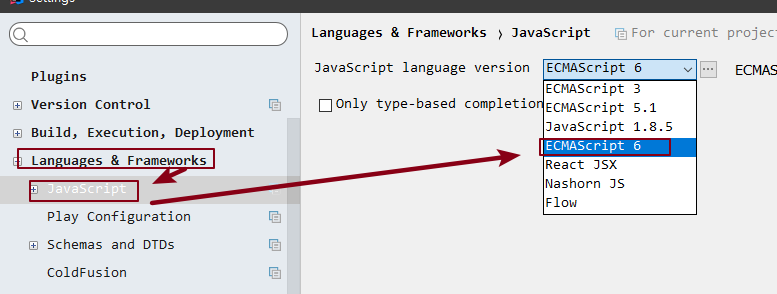 Settings
Languages & Frameworks › JavaScript
For current projec
Plugins
Version Control
Build, Execution, Deployment
Languages & Frameworks
JavaScript
Play Configuration
Schemas and DTDs
ColdFusion
JavaScript language version
ECMAScript 6
ECMAS
Only type-based completion
ECMAScript 3
ECMAScript 5.1
JavaScript 1.8.5
ECMAScript 6
React JSX
Nashorn JS
Flow